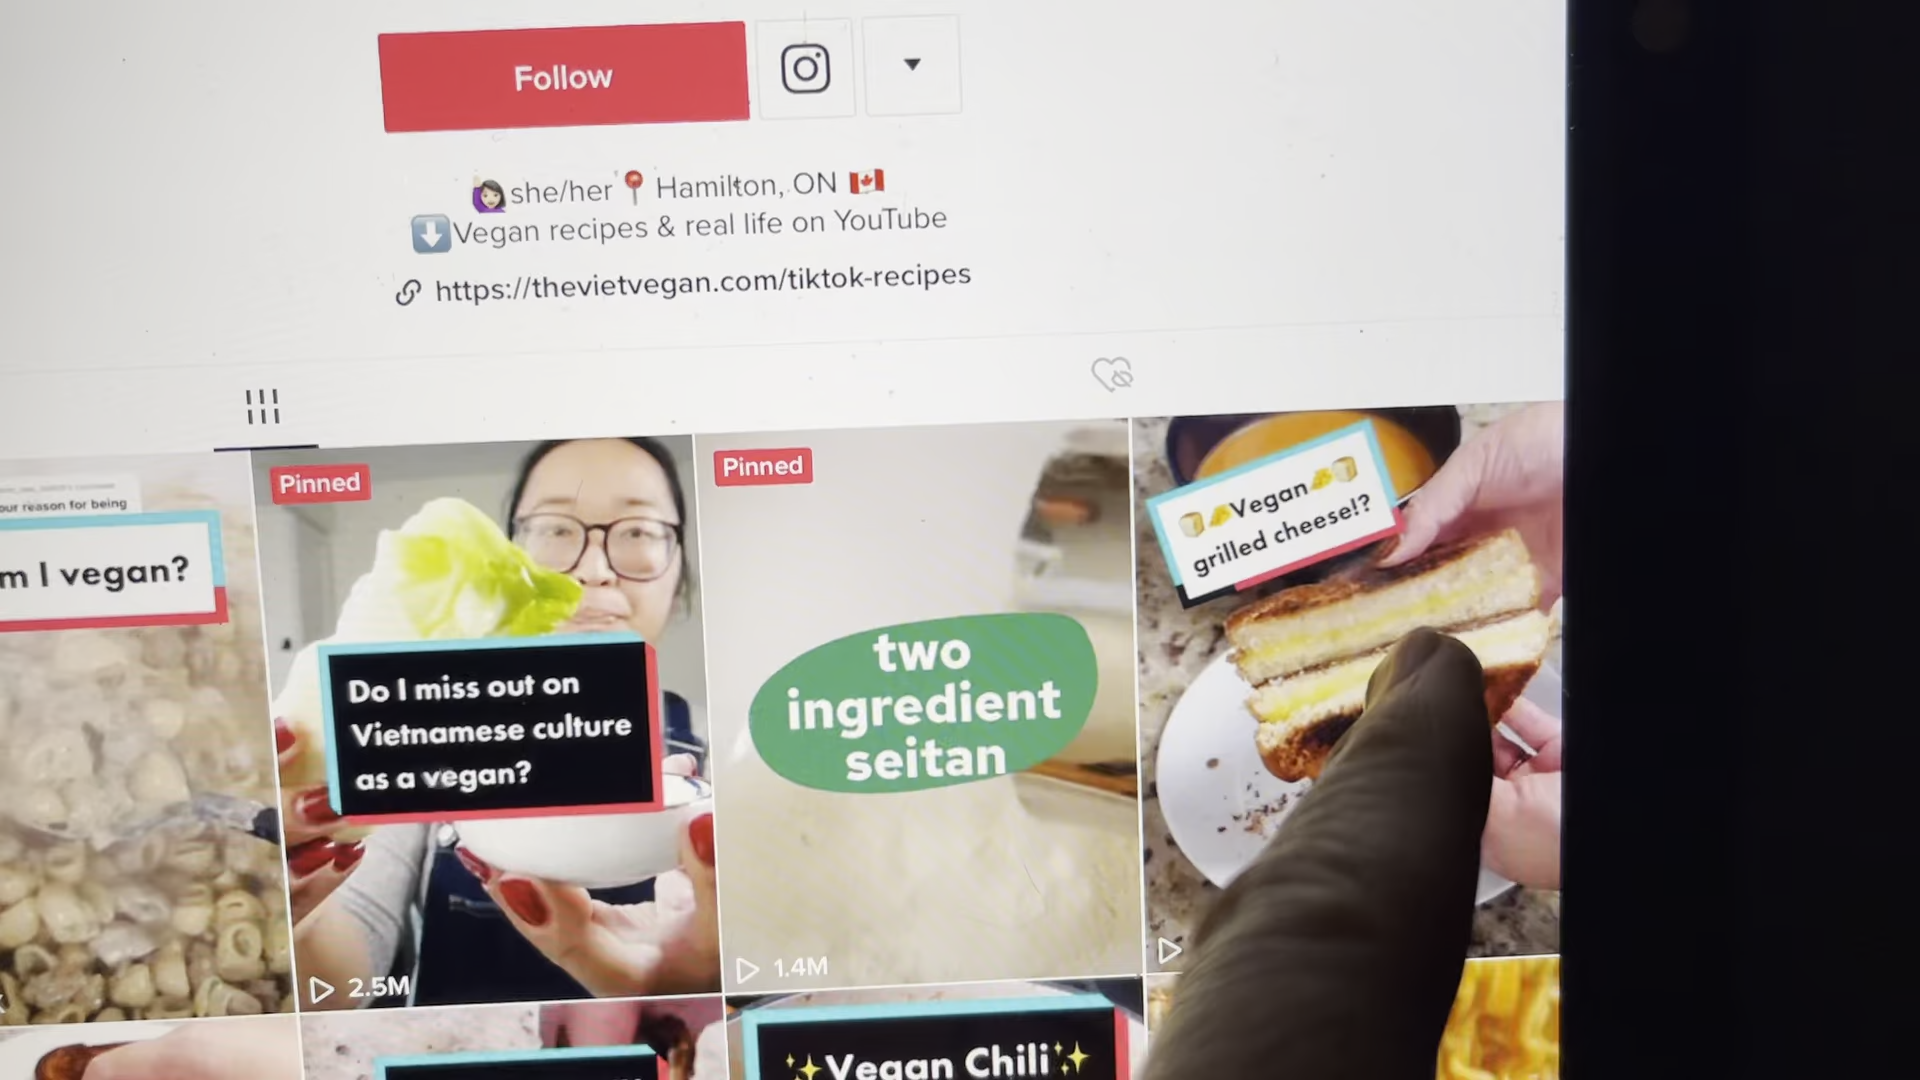 Follow
she/her Hamilton, ON
Vegan recipes & real life on YouTube
https://thevietvegan.com/tiktok-recipes
our reason for being
m I vegan?
Pinned
Do I miss out on
Vietnamese culture
as a vegan?
2.5M
Pinned
two
ingredient
seitan
1.4M
Vegan
grilled cheese!?
Vegan Chili